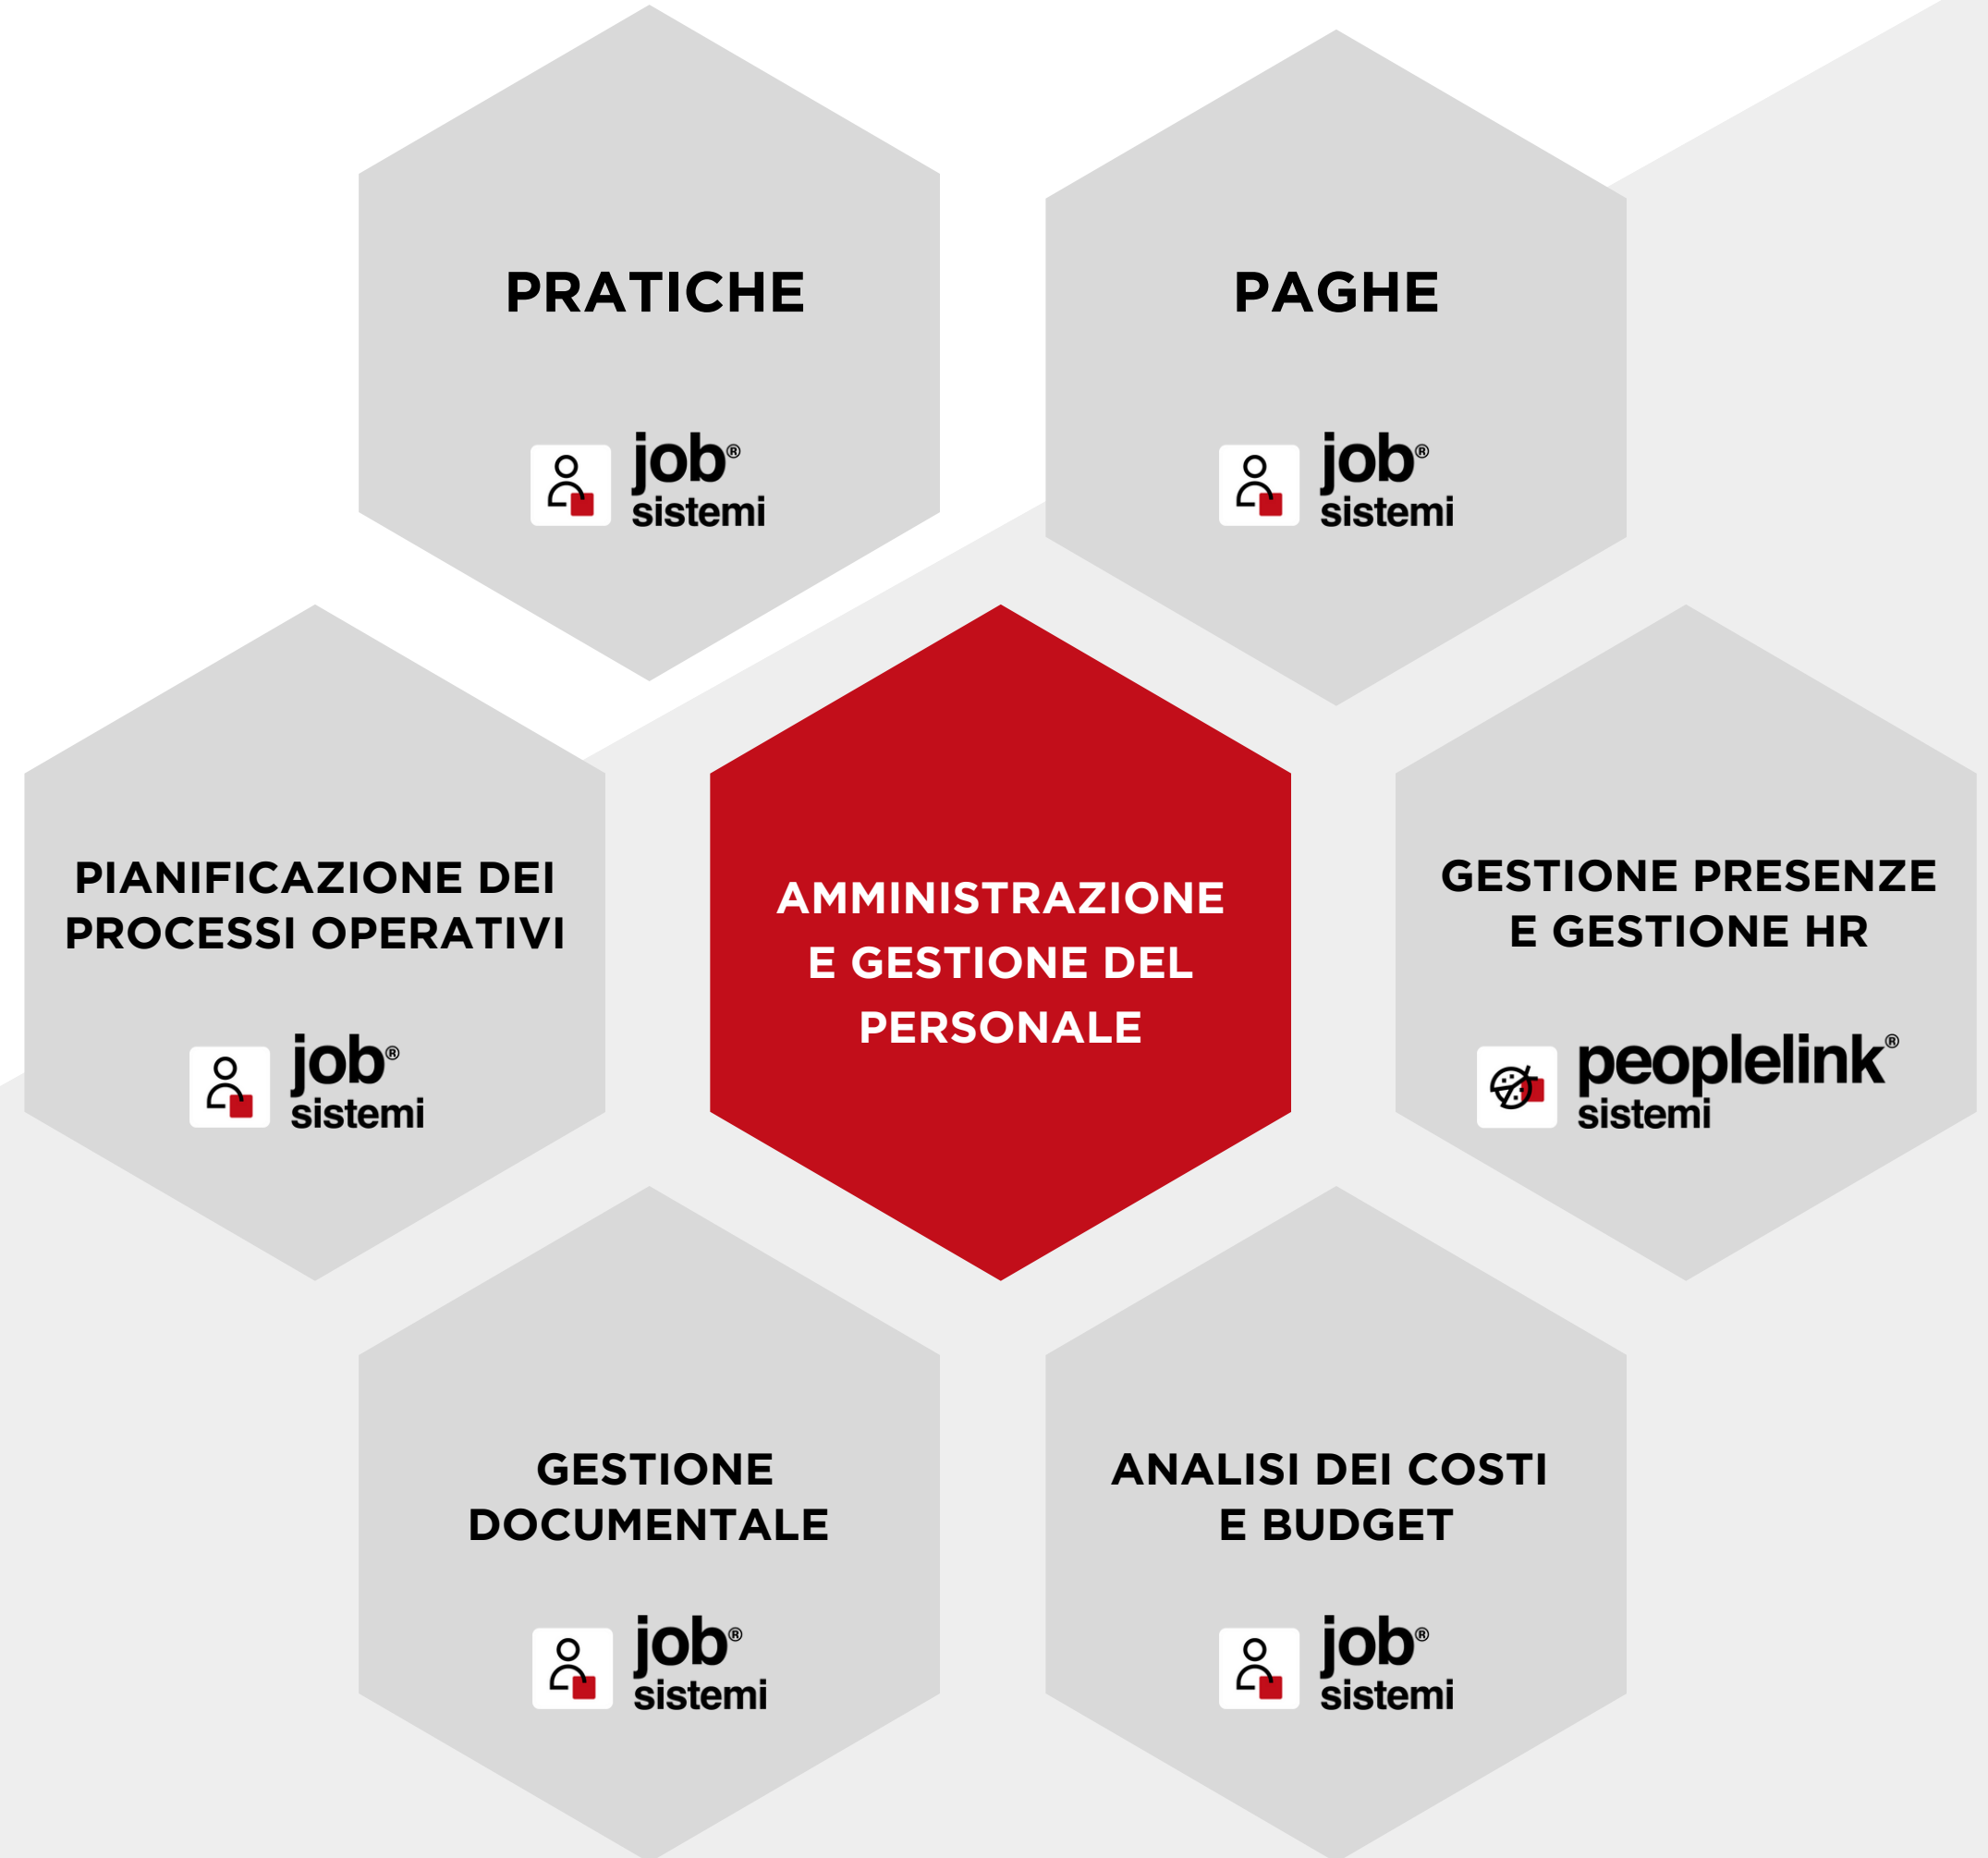 PRATICHE
job®
sistemi
PAGHE
job®
sistemi
PIANIFICAZIONE DEI
PROCESSI OPERATIVI
job®
sistemi
AMMINISTRAZIONE
E GESTIONE DEL
PERSONALE
GESTIONE PRESENZE
E GESTIONE HR
peoplelink®
sistemi
GESTIONE
DOCUMENTALE
job®
sistemi
ANALISI DEI COSTI
E BUDGET
job®
sistemi